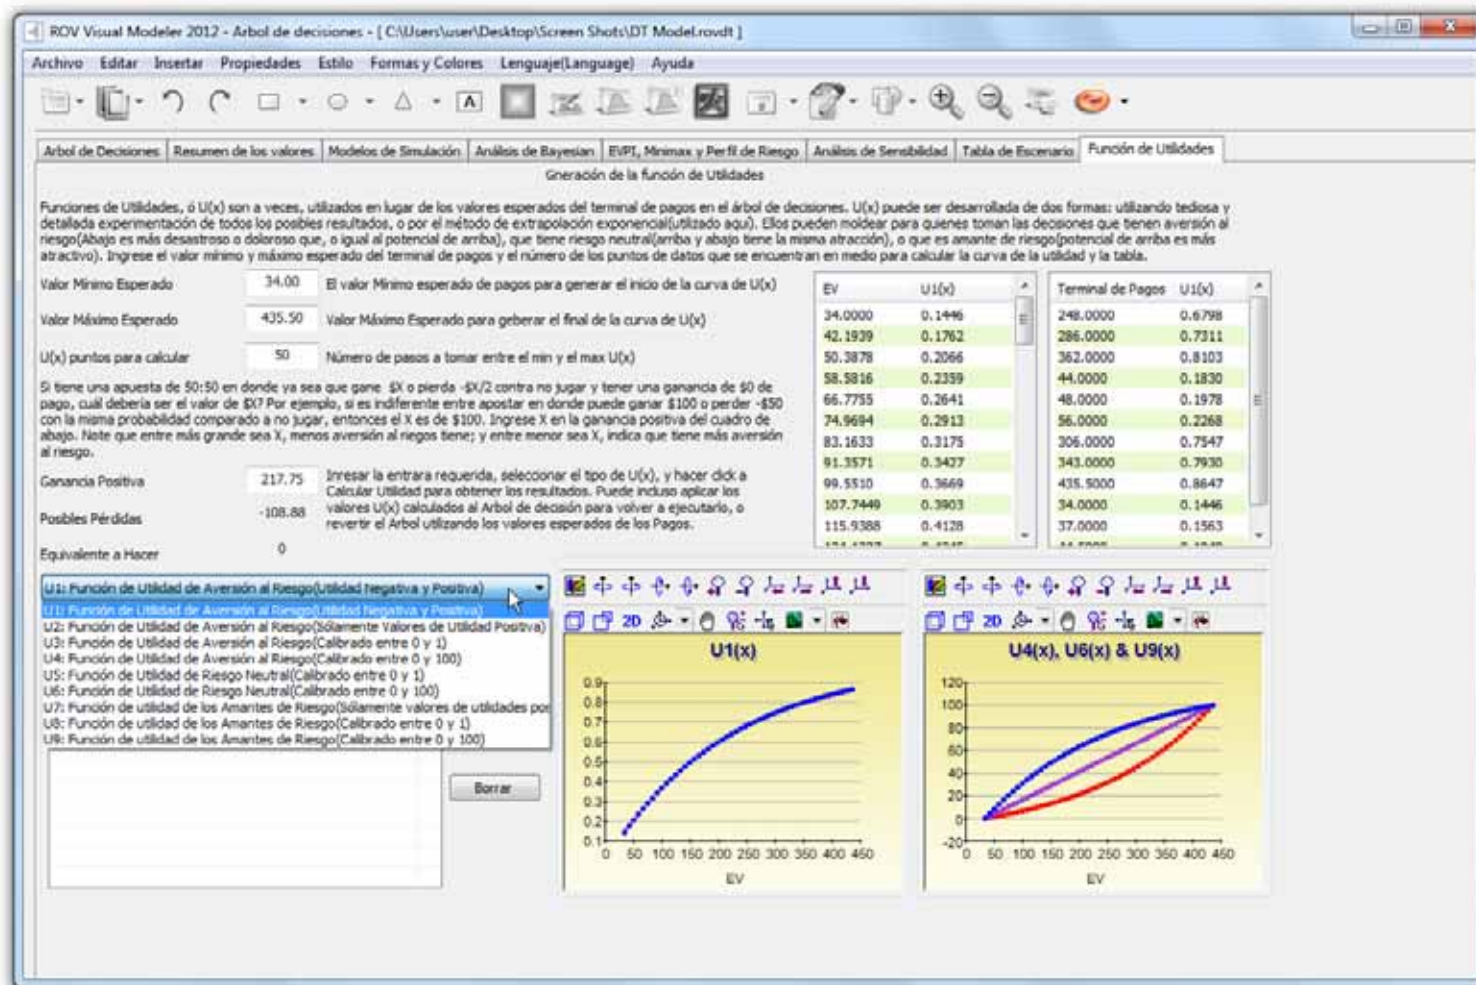 ROV Visual Modeler 2012 - Arbol de decisiones - [ C:\Users\user\Desktop\Screen Shots\DT Model.rovdt ]
Archivo Editar Insertar Propiedades Estilo Formas y Colores Lenguaje(Language) Ayuda
Arbol de Decisiones Resumen de los valores Modelos de Simulación Análisis de Bayesian EVPI, Minimax y Perfil de Riesgo Análisis de Sensibilidad Tabla de Escenario Función de Utilidades
Gneración de la función de Utilidades
Funciones de Utilidades, ó U(x) son a veces, utilizados en lugar de los valores esperados del terminal de pagos en el árbol de decisiones. U(x) puede ser desarrollada de dos formas: utilizando tediosa y
detallada experimentación de todos los posibles resultados, o por el método de extrapolación exponencial(utilizado aquí). Ellos pueden moldear para quienes toman las decisiones que tienen aversión al
riesgo(Abajo es más desastroso o doloroso que, o igual al potencial de arriba), que tiene riesgo neutral(arriba y abajo tiene la misma atracción), o que es amante de riesgo(potencial de arriba es más
atractivo). Ingrese el valor mínimo y máximo esperado del terminal de pagos y el número de los puntos de datos que se encuentran en medio para calcular la curva de la utilidad y la tabla.
Valor Minimo Esperado 34.00 El valor Minimo esperado de pagos para generar el inicio de la curva de U(x)
Valor Máximo Esperado 435.50 Valor Máximo Esperado para geberar el final de la curva de U(x)
U(x) puntos para calcular 50 Número de pasos a tomar entre el min y el max U(x)
Si tiene una apuesta de 50:50 en donde ya sea que gane $X o pierda -$X/2 contra no jugar y tener una ganancia de $0 de
pago, cuál debería ser el valor de $X? Por ejemplo, si es indiferente entre apostar en donde puede ganar $100 o perder -$50
con la misma probabilidad comparado a no jugar, entonces el X es de $100. Ingrese X en la ganancia positiva del cuadro de
abajo. Note que entre más grande sea X, menos aversión al riegos tiene; y entre menor sea X, indica que tiene más aversión
al riesgo.
Ganancia Positiva 217.75
Posbles Pérdidas -108.88
Equivalente a Hacer 0
Inresar la entrara requerida, seleccionar el tipo de U(x), y hacer click a
Calcular Utilidad para obtener los resultados. Puede incluso aplicar los
valores U(x) calculados al Arbol de decisión para volver a ejecutarlo, o
revertir el Arbol utilizando los valores esperados de los Pagos.
EV U1(x)
34.0000 0.1446
42.1939 0.1762
50.3878 0.2066
58.5816 0.2359
66.7755 0.2641
74.9694 0.2913
83.1633 0.3175
91.3571 0.3427
99.5510 0.3669
107.7449 0.3903
115.9388 0.4128
Terminal de Pagos U1(x)
248.0000 0.6798
286.0000 0.7311
362.0000 0.8103
44.0000 0.1830
48.0000 0.1978
56.0000 0.2268
306.0000 0.7547
343.0000 0.7930
435.5000 0.8647
34.0000 0.1446
37.0000 0.1563
U1: Función de Utilidad de Aversión al Riesgo(Utilidad Negativa y Positiva)
U1: Función de Utilidad de Aversión al Riesgo(Utilidad Negativa y Positiva)
U2: Función de Utilidad de Aversión al Riesgo(Sólamente Valores de Utilidad Positiva)
U3: Función de Utilidad de Aversión al Riesgo(Calibrado entre 0 y 1)
U4: Función de Utilidad de Aversión al Riesgo(Calibrado entre 0 y 100)
U5: Función de Utilidad de Riesgo Neutral(Calibrado entre 0 y 1)
U6: Función de Utilidad de Riesgo Neutral(Calibrado entre 0 y 100)
U7: Función de utilidad de los Amantes de Riesgo(Sólamente valores de utilidades pos
U8: Función de utilidad de los Amantes de Riesgo(Calibrado entre 0 y 1)
U9: Función de utilidad de los Amantes de Riesgo(Calibrado entre 0 y 100)
Borrar
2D
U1(x)
0.9
0.8
0.7
0.6
0.5
0.4
0.3
0.2
0.1
0 50 100 150 200 250 300 350 400 450
EV
2D
U4(x), U6(x) & U9(x)
120
100
80
60
40
20
0
-20
0 50 100 150 200 250 300 350 400 450
EV